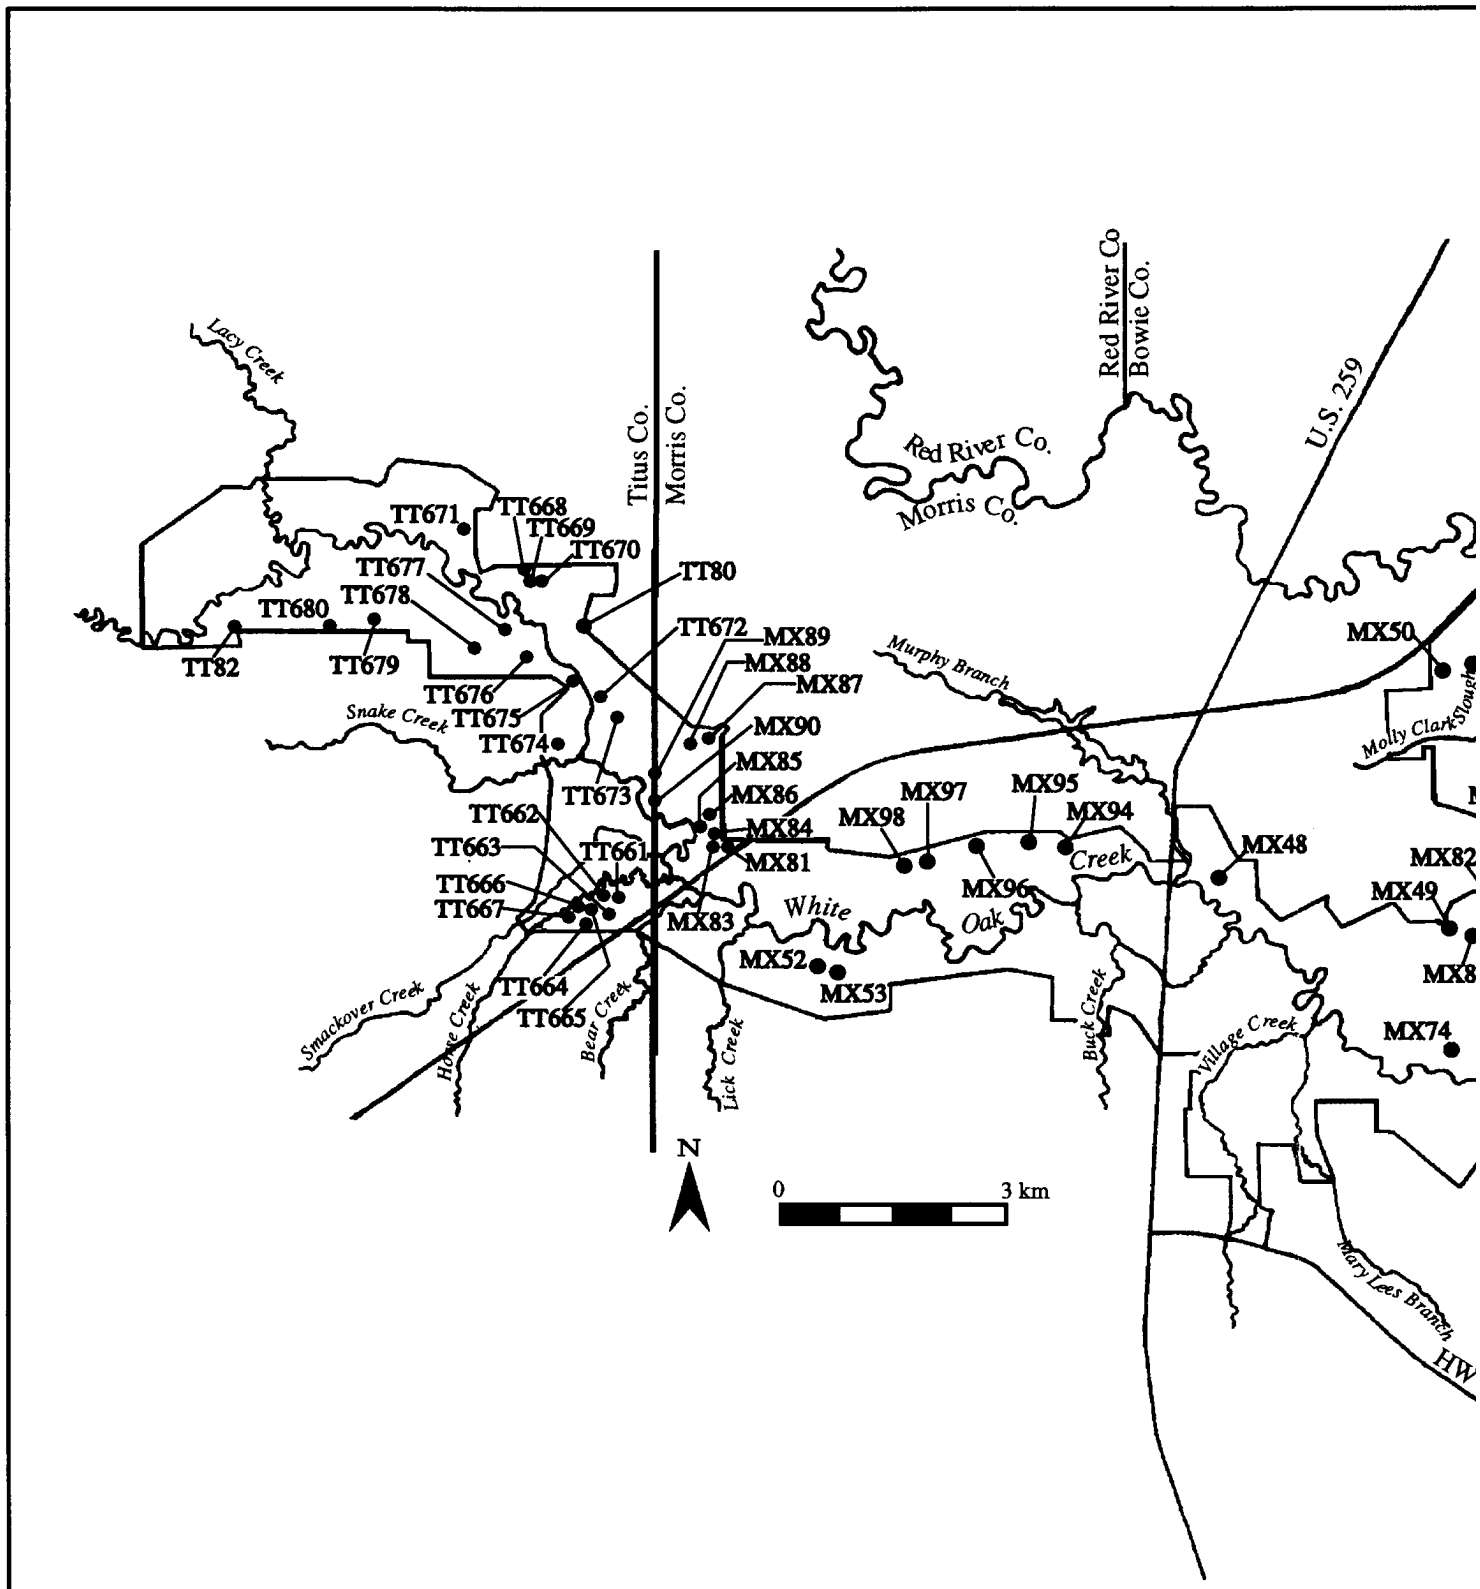 Red River Co
Bowie Co.
Lacy Creek
U.S. 259
Titus Co.
Morris Co.
Red River Co.
Morris Co.
TT671
TT668
TT669
TT670
TT677
TT80
TT678
TT680
TT672
MX89
MX50
TT82
TT679
MX88
Murphy Branch
TT676
MX87
Snake Creek
TT675
MX90
Molly Clark Slough
TT674
MX85
TT673
MX86
MX97
MX95
TT662
MX98
MX84
MX94
TT663
TT661
MX81
Creek
MX48
MX82
TT666
MX96
MX49
TT667
MX83
White
Oak
MX52
MX53
MX8
TT664
TT665
Smackover Creek
Horse Creek
Bear Creek
Lick Creek
Buck Creek
Village Creek
MX74
N
0
3 km
Mary Lees Branch
HW